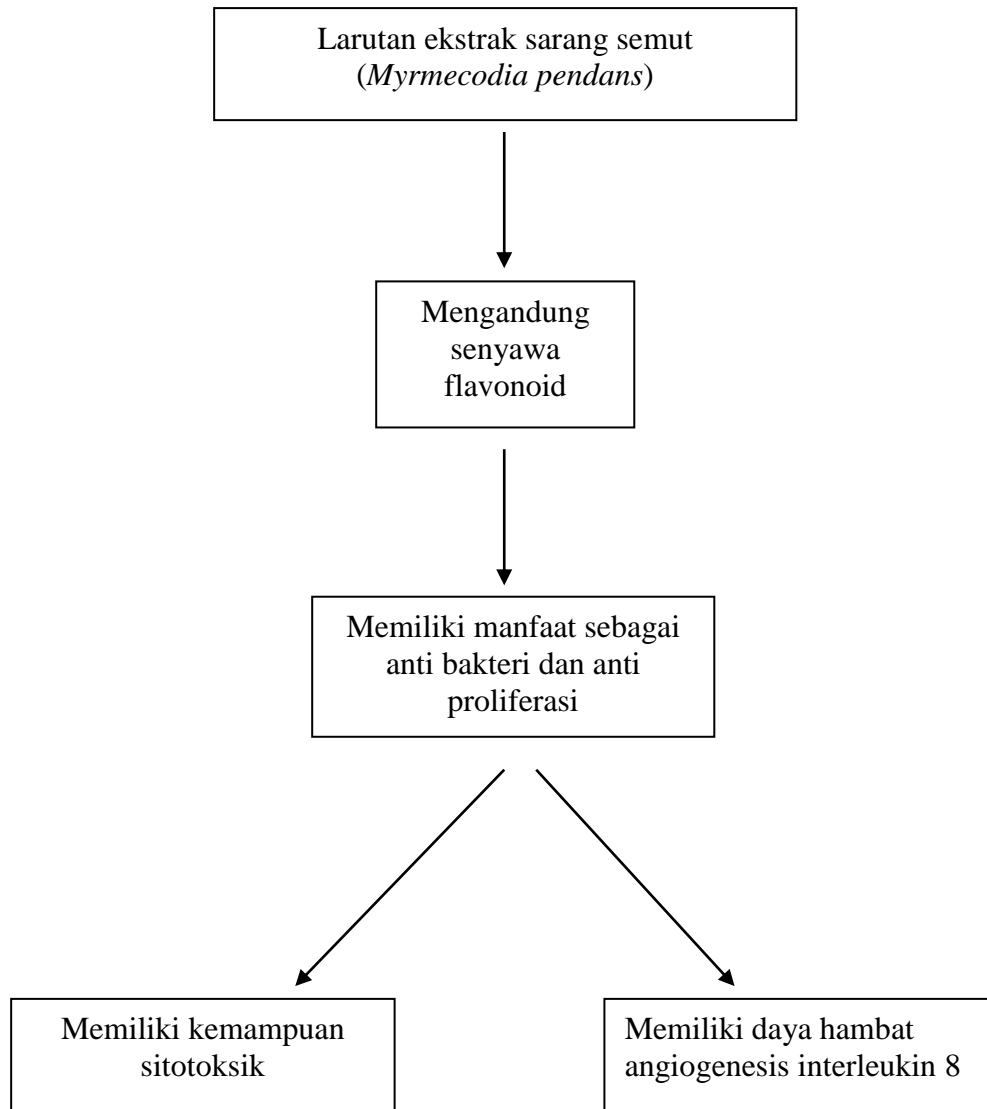 Larutan ekstrak sarang semut
(Myrmecodia pendans)
Mengandung
senyawa
flavonoid
Memiliki manfaat sebagai
anti bakteri dan anti
proliferasi
Memiliki kemampuan
sitotoksik
Memiliki daya hambat
angiogenesis interleukin 8